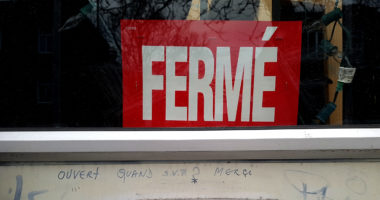 FERMÉ
OUVERT QUAND S.V.P? MERCI
*